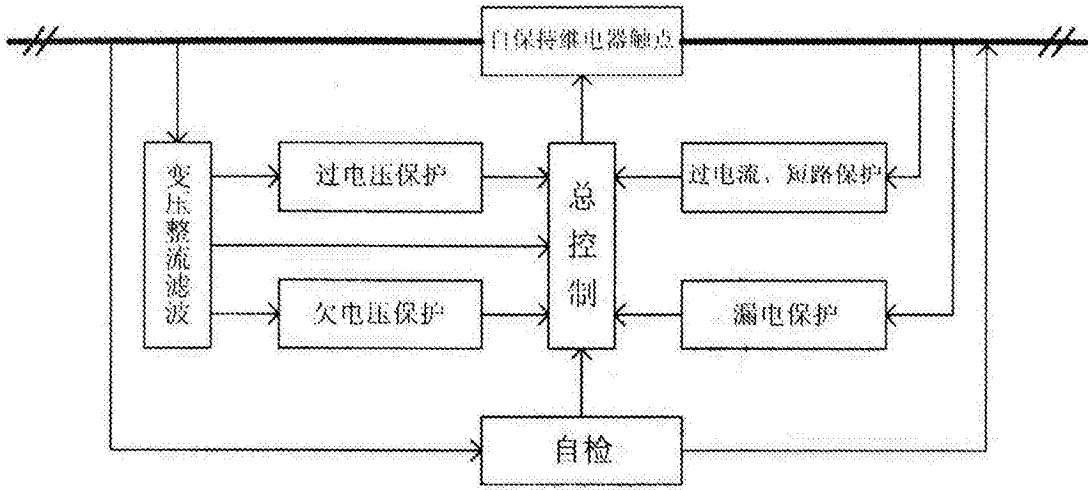 自保持继电器触点
变压整流滤波
过电压保护
总控制
过电流、短路保护
欠电压保护
漏电保护
自检